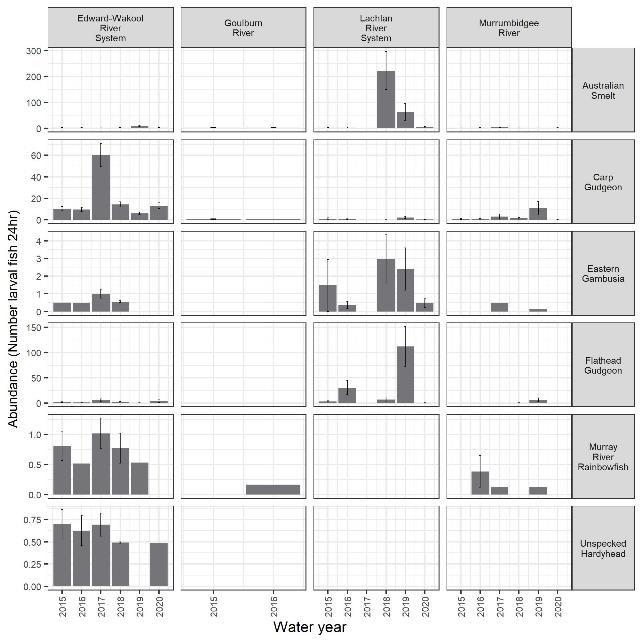 Edward-Wakool
River
System
Goulburn
River
Lachlan
River
System
Murrumbidgee
River
300
200
100
0
Australian
Smelt
60
40
20
0
Carp
Gudgeon
4
3
2
1
0
Eastern
Gambusia
150
100
50
0
Flathead
Gudgeon
1.0
0.5
0.0
Murray
River
Rainbowfish
0.75
0.50
0.25
0.00
Unspecked
Hardyhead
Abundance (Number larval fish 24hr)
2015 2016 2017 2018 2019 2020
2015 2016
2015 2016 2017 2018 2019 2020
2015 2016 2017 2018 2019 2020
Water year